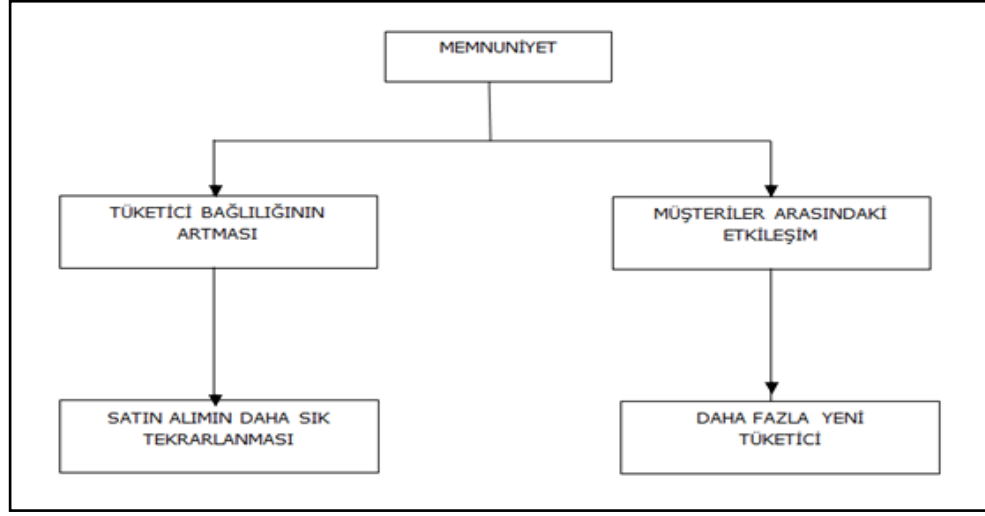 MEMNUNİYET
TÜKETİCİ BAĞLILIĞININ
ARTMASI
MÜŞTERİLER ARASINDAKİ
ETKİLEŞİM
SATIN ALIMIN DAHA SIK
TEKRARLANMASI
DAHA FAZLA YENİ
TÜKETİCİ